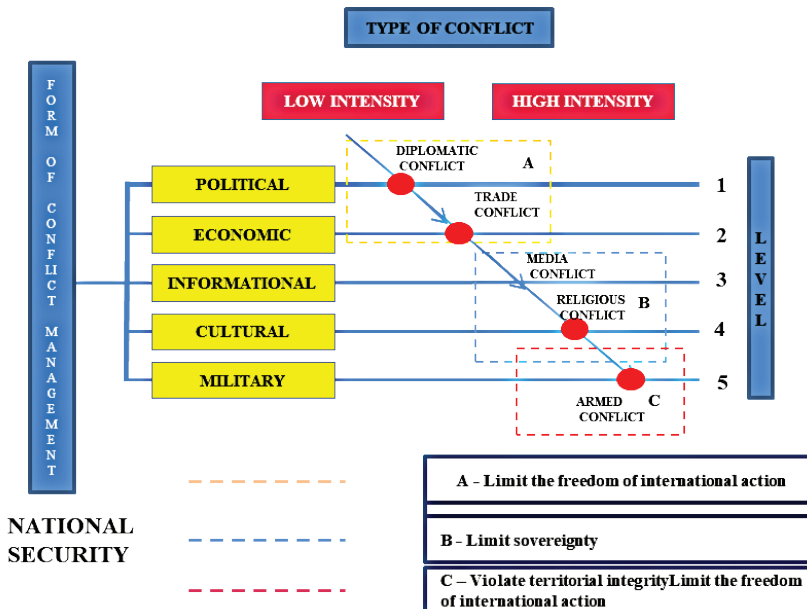 TYPE OF CONFLICT
FORM OF CONFLICT MANAGEMENT
LOW INTENSITY
HIGH INTENSITY
DIPLOMATIC
CONFLICT
A
POLITICAL
1
TRADE
CONFLICT
ECONOMIC
2
MEDIA
CONFLICT
INFORMATIONAL
3
RELIGIOUS
CONFLICT
B
CULTURAL
4
MILITARY
5
ARMED
CONFLICT
C
LEVEL
NATIONAL
SECURITY
A - Limit the freedom of international action
B - Limit sovereignty
C – Violate territorial integrityLimit the freedom
of international action